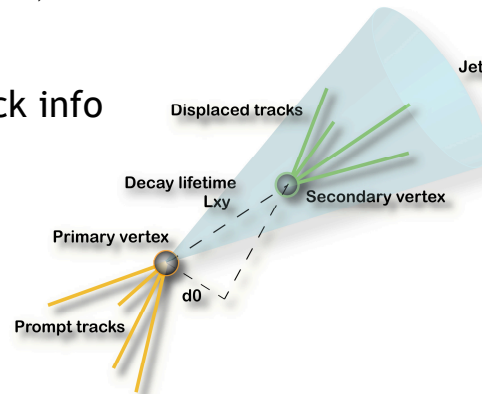 ck info
Jet
Displaced tracks
Decay lifetime
Lxy
Secondary vertex
Primary vertex
d0
Prompt tracks